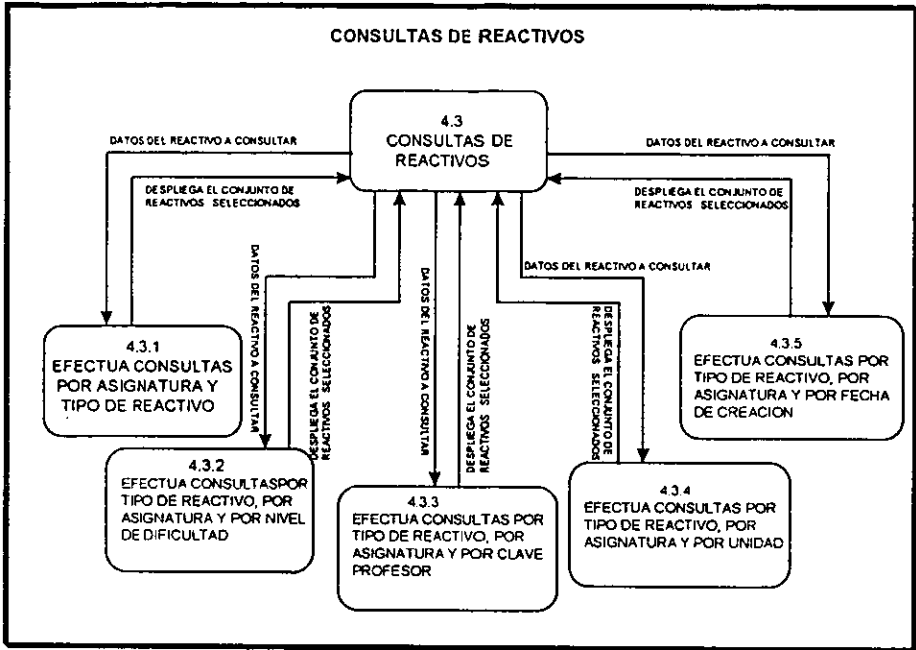 CONSULTAS DE REACTIVOS
4.3
CONSULTAS DE
REACTIVOS
DATOS DEL REACTIVO A CONSULTAR
DESPLIEGA EL CONJUNTO DE
REACTIVOS SELECCIONADOS
DATOS DEL REACTIVO A CONSULTAR
DESPLIEGA EL CONJUNTO DE
REACTIVOS SELECCIONADOS
DATOS DEL REACTIVO A CONSULTAR
DESPLIEGA EL CONJUNTO DE
REACTIVOS SELECCIONADOS
DATOS DEL REACTIVO A CONSULTAR
DESPLIEGA EL CONJUNTO DE
REACTIVOS SELECCIONADOS
DATOS DEL REACTIVO A CONSULTAR
DESPLIEGA EL CONJUNTO DE
REACTIVOS SELECCIONADOS
4.3.1
EFECTUA CONSULTAS
POR ASIGNATURA Y
TIPO DE REACTIVO
4.3.2
EFECTUA CONSULTASPOR
TIPO DE REACTIVO, POR
ASIGNATURA Y POR NIVEL
DE DIFICULTAD
4.3.3
EFECTUA CONSULTAS POR
TIPO DE REACTIVO, POR
ASIGNATURA Y POR CLAVE
PROFESOR
4.3.4
EFECTUA CONSULTAS POR
TIPO DE REACTIVO, POR
ASIGNATURA Y POR UNIDAD
4.3.5
EFECTUA CONSULTAS POR
TIPO DE REACTIVO, POR
ASIGNATURA Y POR FECHA
DE CREACION